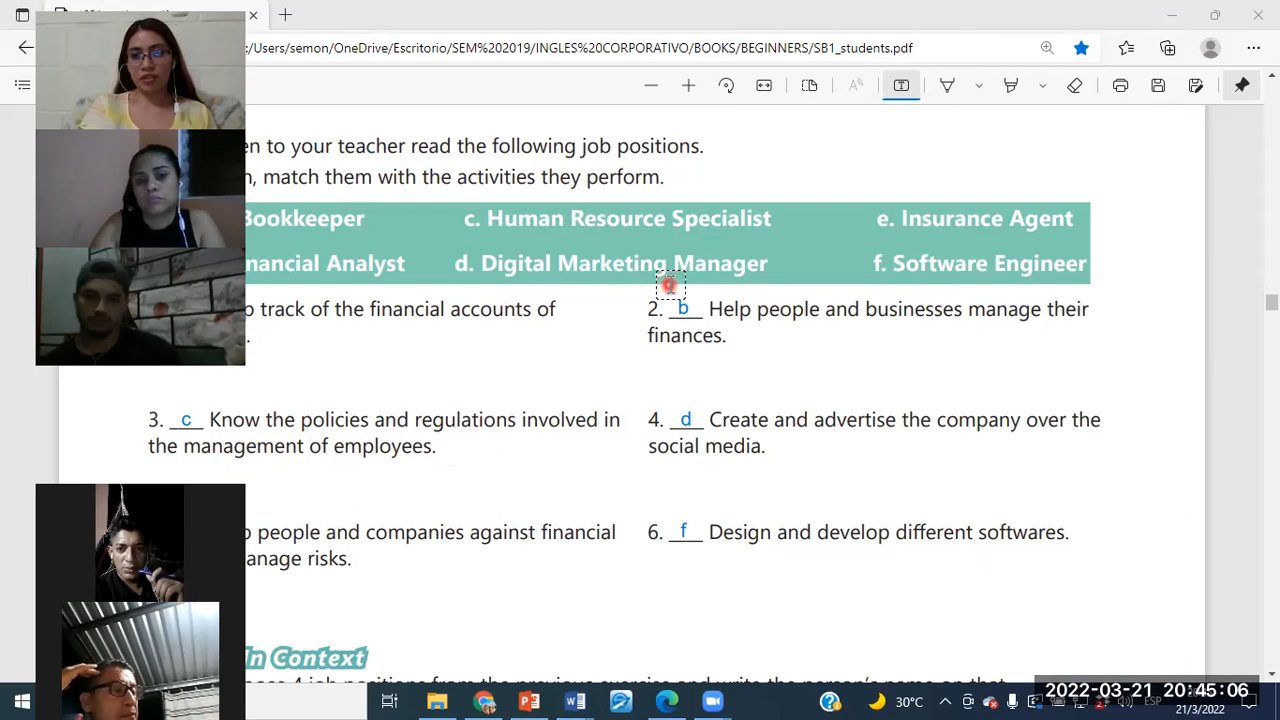 :/Users/semon/OneDrive/Escritorio/SEM%202019/INGLES%20CORPORATIVO/BOOKS/BEGINNERS/SB1_students.pdf
en to your teacher read the following job positions.
, match them with the activities they perform.
Bookkeeper c. Human Resource Specialist e. Insurance Agent
nancial Analyst d. Digital Marketing Manager f. Software Engineer
p track of the financial accounts of
2. b Help people and businesses manage their
finances.
3. c Know the policies and regulations involved in
the management of employees.
4. d Create and advertise the company over the
social media.
p people and companies against financial
anage risks.
6. f Design and develop different softwares.
In Context
30°C
ESP
2022-03-21 20:45:06
21/3/2022